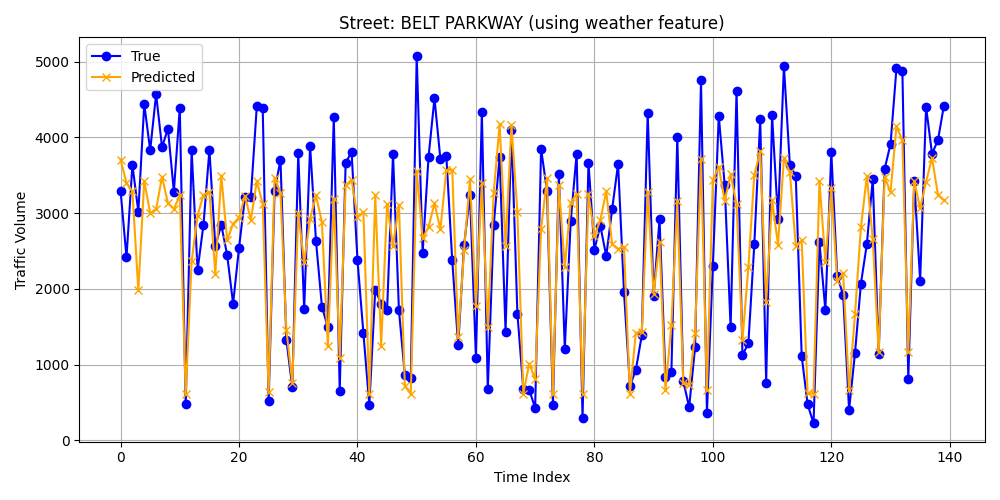 Street: BELT PARKWAY (using weather feature)
True
Predicted
Traffic Volume
5000
4000
3000
2000
1000
0
0 20 40 60 80 100 120 140
Time Index